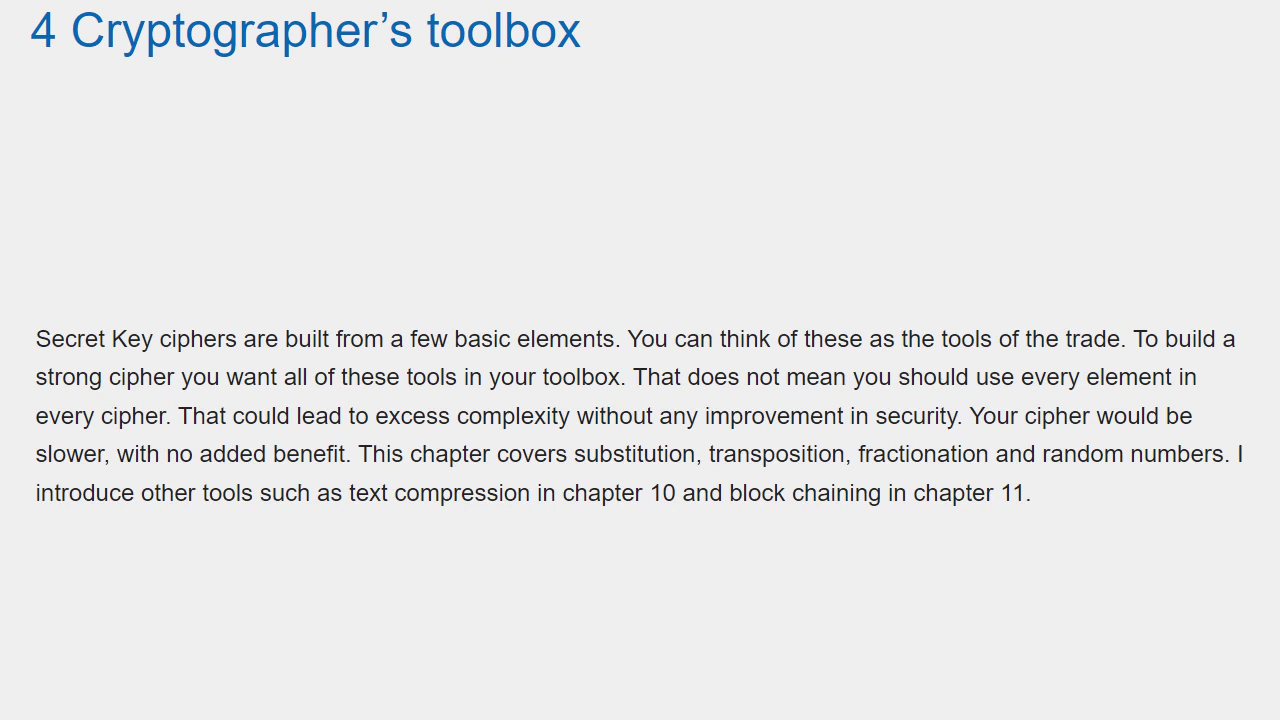 4 Cryptographer’s toolbox
Secret Key ciphers are built from a few basic elements. You can think of these as the tools of the trade. To build a
strong cipher you want all of these tools in your toolbox. That does not mean you should use every element in
every cipher. That could lead to excess complexity without any improvement in security. Your cipher would be
slower, with no added benefit. This chapter covers substitution, transposition, fractionation and random numbers. I
introduce other tools such as text compression in chapter 10 and block chaining in chapter 11.